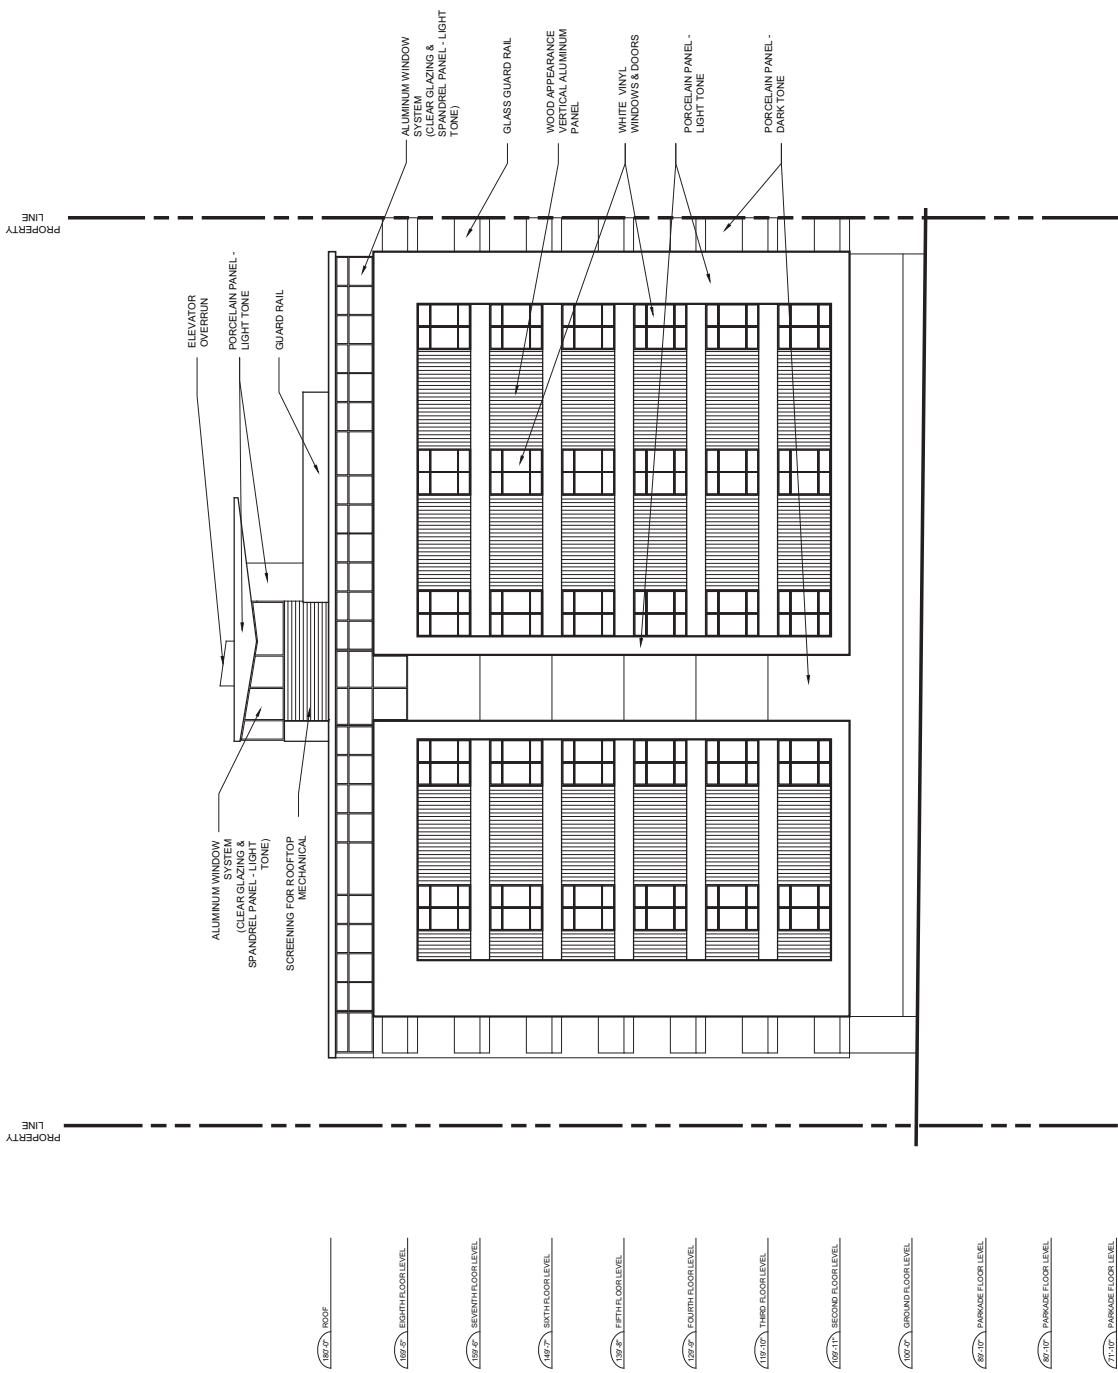 PROPERTY
LINE
ELEVATOR
OVERRUN
PORCELAIN PANEL -
LIGHT TONE
GUARD RAIL
ALUMINUM WINDOW
SYSTEM
(CLEAR GLAZING &
SPANDREL PANEL - LIGHT
TONE)
GLASS GUARD RAIL
WOOD APPEARANCE
VERTICAL ALUMINUM
PANEL
WHITE VINYL
WINDOWS & DOORS
PORCELAIN PANEL -
LIGHT TONE
PORCELAIN PANEL -
DARK TONE
ALUMINUM WINDOW
SYSTEM
(CLEAR GLAZING &
SPANDREL PANEL - LIGHT
TONE)
SCREENING FOR ROOFTOP
MECHANICAL
PROPERTY
LINE
180'-0" ROOF
169'-5" EIGHTH FLOOR LEVEL
159'-6" SEVENTH FLOOR LEVEL
149'-7" SIXTH FLOOR LEVEL
139'-8" FIFTH FLOOR LEVEL
129'-9" FOURTH FLOOR LEVEL
119'-10" THIRD FLOOR LEVEL
109'-11" SECOND FLOOR LEVEL
100'-0" GROUND FLOOR LEVEL
89'-10" PARKADE FLOOR LEVEL
80'-10" PARKADE FLOOR LEVEL
71'-10" PARKADE FLOOR LEVEL